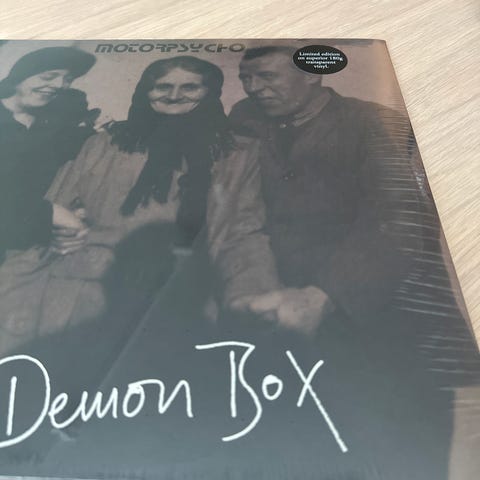 MOTORPSYCHO
Limited edition
on superior 180g
transparent
vinyl.
Demon Box